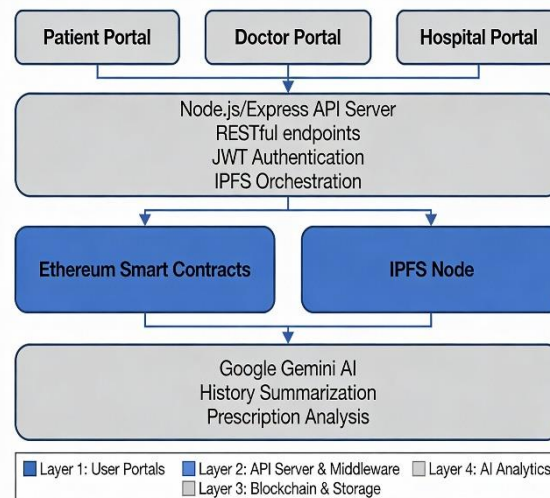 Patient Portal
Doctor Portal
Hospital Portal
Node.js/Express API Server
RESTful endpoints
JWT Authentication
IPFS Orchestration
Ethereum Smart Contracts
IPFS Node
Google Gemini AI
History Summarization
Prescription Analysis
Layer 1: User Portals
Layer 2: API Server & Middleware
Layer 4: AI Analytics
Layer 3: Blockchain & Storage